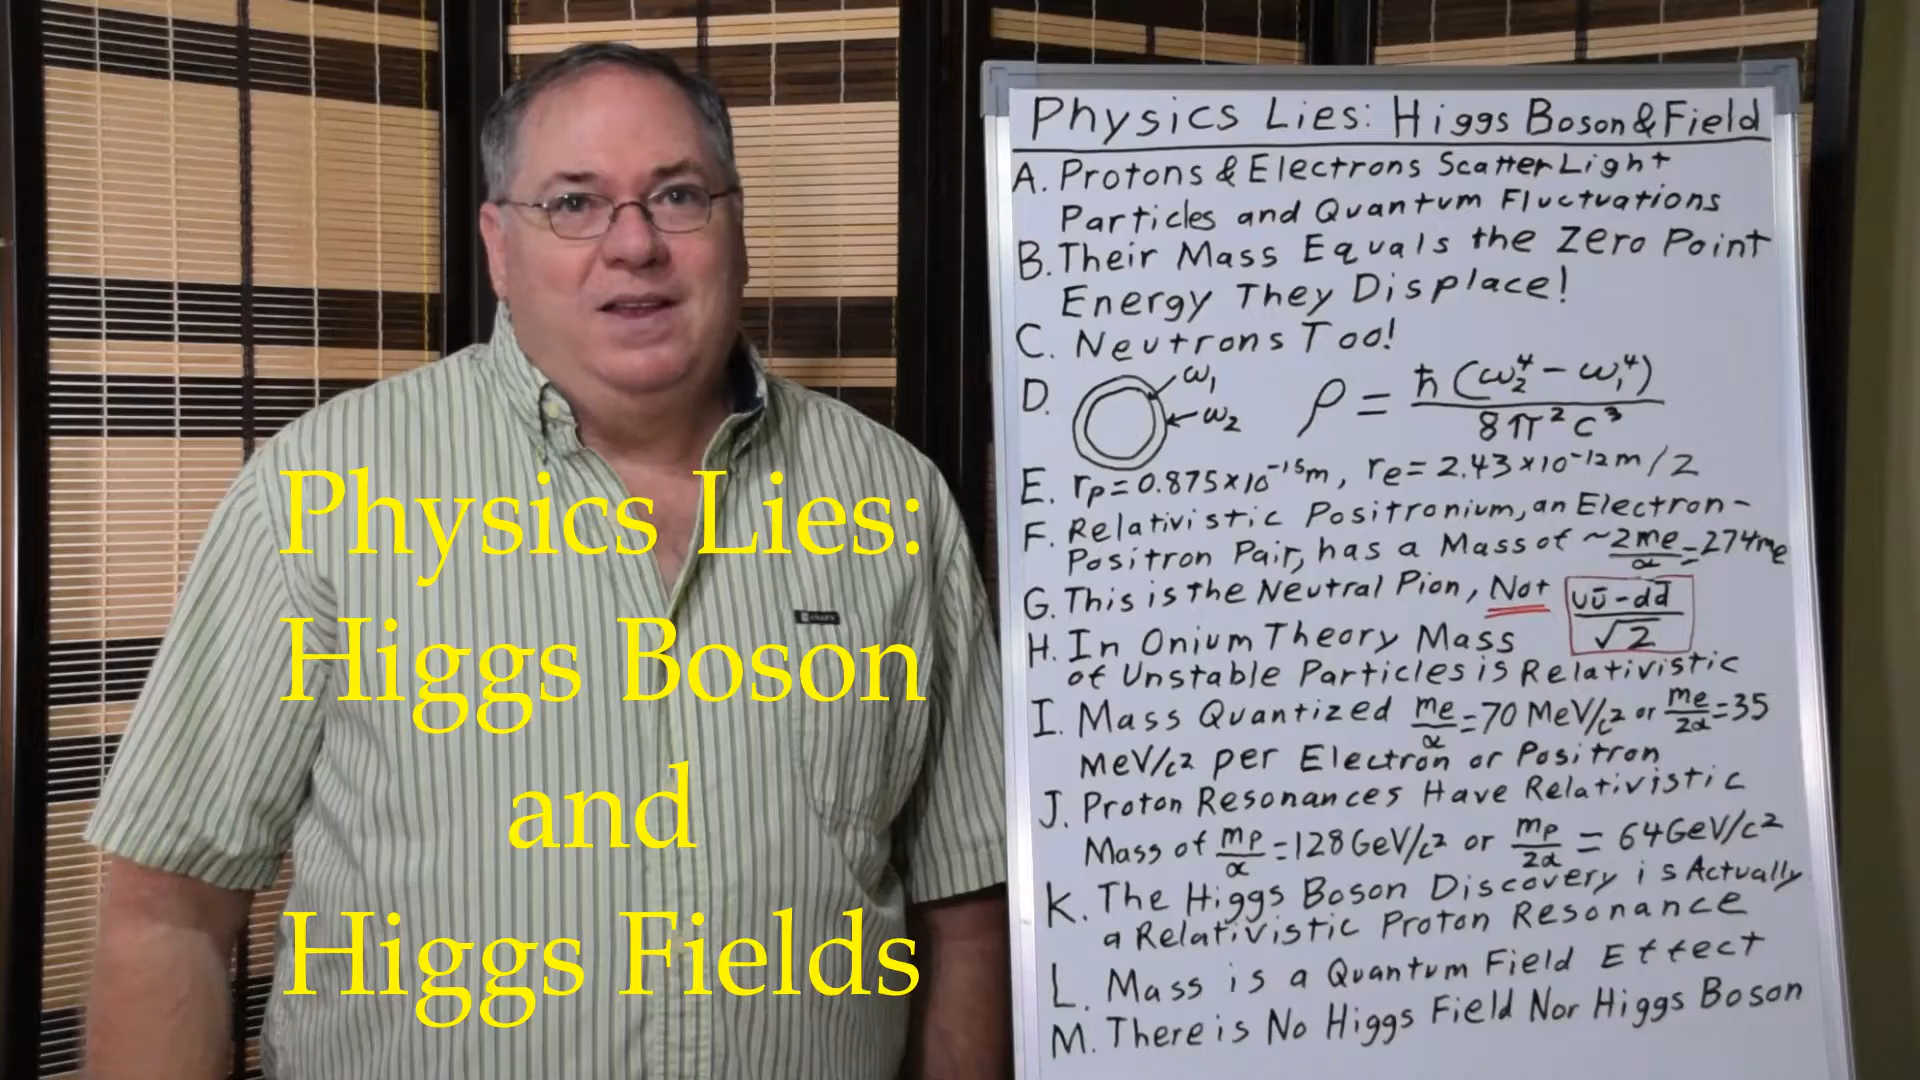 Physics Lies:
Higgs Boson
and
Higgs Fields
Physics Lies: Higgs Boson & Field
A. Protons & Electrons Scatter Light
Particles and Quantum Fluctuations
B. Their Mass Equals the Zero Point
Energy They Displace!
C. Neutrons Too!
D. ω₁ ω₂ ρ = ħ(ω₂⁴ − ω₁⁴) / 8π²c³
E. rₚ = 0.875×10⁻¹⁵m, rₑ = 2.43×10⁻¹²m/2
F. Relativistic Positronium, an Electron-
Positron Pair, has a Mass of ~2me/α = 274me
G. This is the Neutral Pion, Not uū - dd̄ / √2
H. In Onium Theory Mass
of Unstable Particles is Relativistic
I. Mass Quantized me/α = 70 MeV/c² or me/2α = 35
MeV/c² per Electron or Positron
J. Proton Resonances Have Relativistic
Mass of mp/α = 128 GeV/c² or mp/2α = 64 GeV/c²
K. The Higgs Boson Discovery is Actually
a Relativistic Proton Resonance
L. Mass is a Quantum Field Effect
M. There is No Higgs Field Nor Higgs Boson